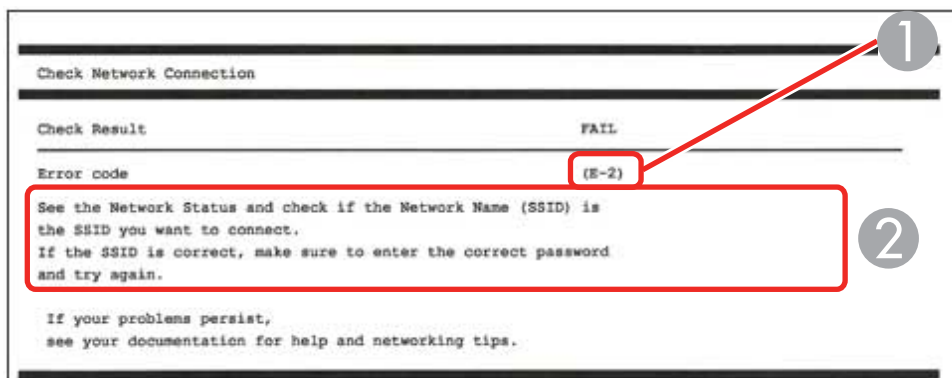 1
Check Network Connection
Check Result FAIL
Error code (E-2)
See the Network Status and check if the Network Name (SSID) is
the SSID you want to connect.
If the SSID is correct, make sure to enter the correct password
and try again.
2
If your problems persist,
see your documentation for help and networking tips.